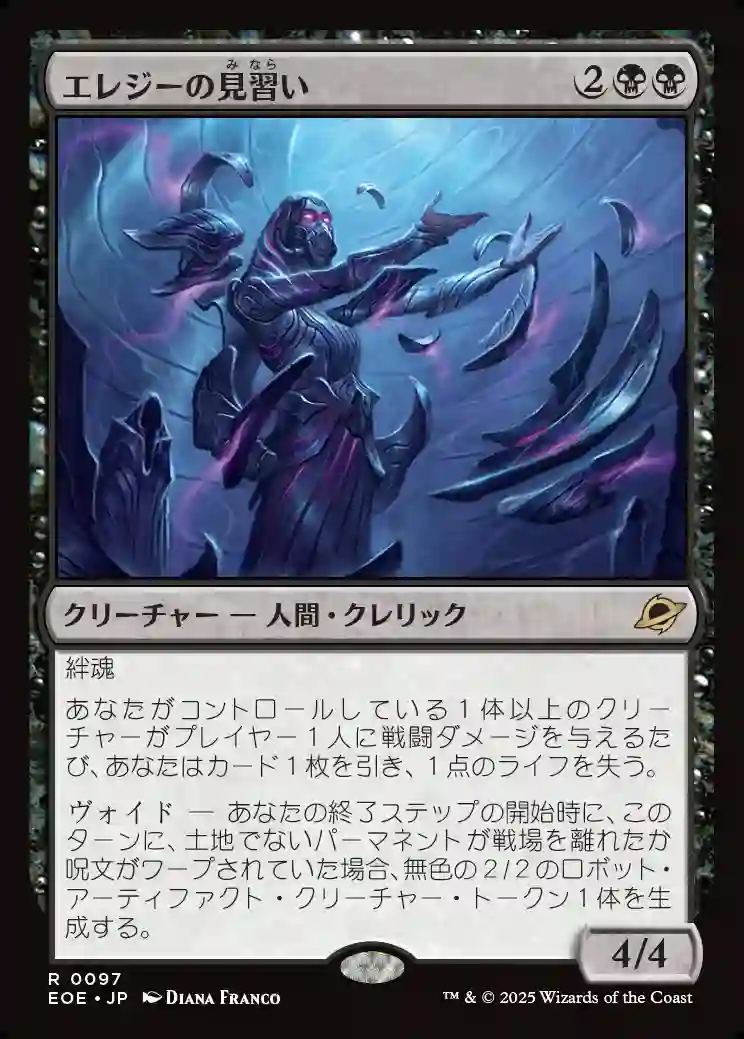 みなら
エレジーの見習い 2
クリーチャー — 人間・クレリック
絆魂
あなたがコントロールしている1体以上のクリー
チャーがプレイヤー1人に戦闘ダメージを与えるた
び、あなたはカード1枚を引き、1点のライフを失う。
ヴォイド — あなたの終了ステップの開始時に、この
ターンに、土地でないパーマネントが戦場を離れたか
呪文がワープされていた場合、無色の2/2のロボット・
アーティファクト・クリーチャー・トークン1体を生
成する。
4/4
R 0097
EOE • JP DIANA FRANCO
™ & © 2025 Wizards of the Coast